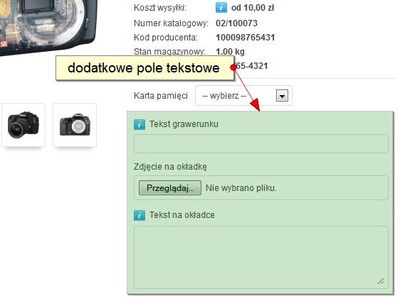 Koszt wysyłki: od 10,00 zł
Numer katalogowy: 02/100073
Kod producenta: 100098765431
Stan magazynowy: 1.00 kg
dodatkowe pole tekstowe
65-4321
Karta pamięci -- wybierz --
Tekst grawerunku
Zdjęcie na okładkę
Przeglądaj... Nie wybrano pliku.
Tekst na okładce